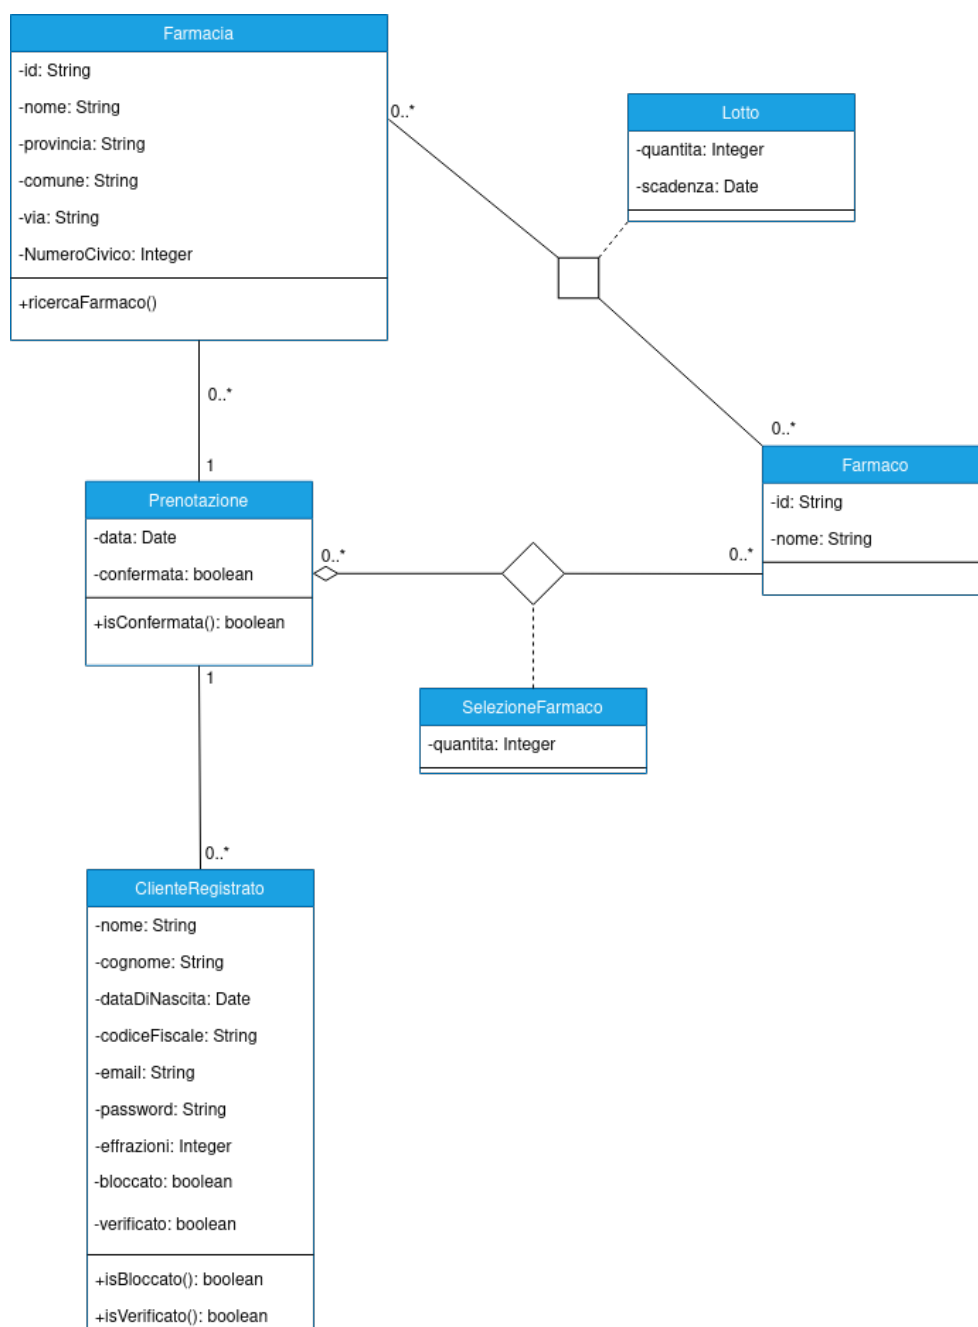 Farmacia
-id: String
-nome: String
-provincia: String
-comune: String
-via: String
-NumeroCivico: Integer
+ricercaFarmaco()
0..*
Lotto
-quantita: Integer
-scadenza: Date
0..*
1
0..*
Farmaco
-id: String
-nome: String
Prenotazione
-data: Date
-confermata: boolean
+isConfermata(): boolean
0..*
0..*
1
SelezioneFarmaco
-quantita: Integer
0..*
ClienteRegistrato
-nome: String
-cognome: String
-dataDiNascita: Date
-codiceFiscale: String
-email: String
-password: String
-effrazioni: Integer
-bloccato: boolean
-verificato: boolean
+isBloccato(): boolean
+isVerificato(): boolean